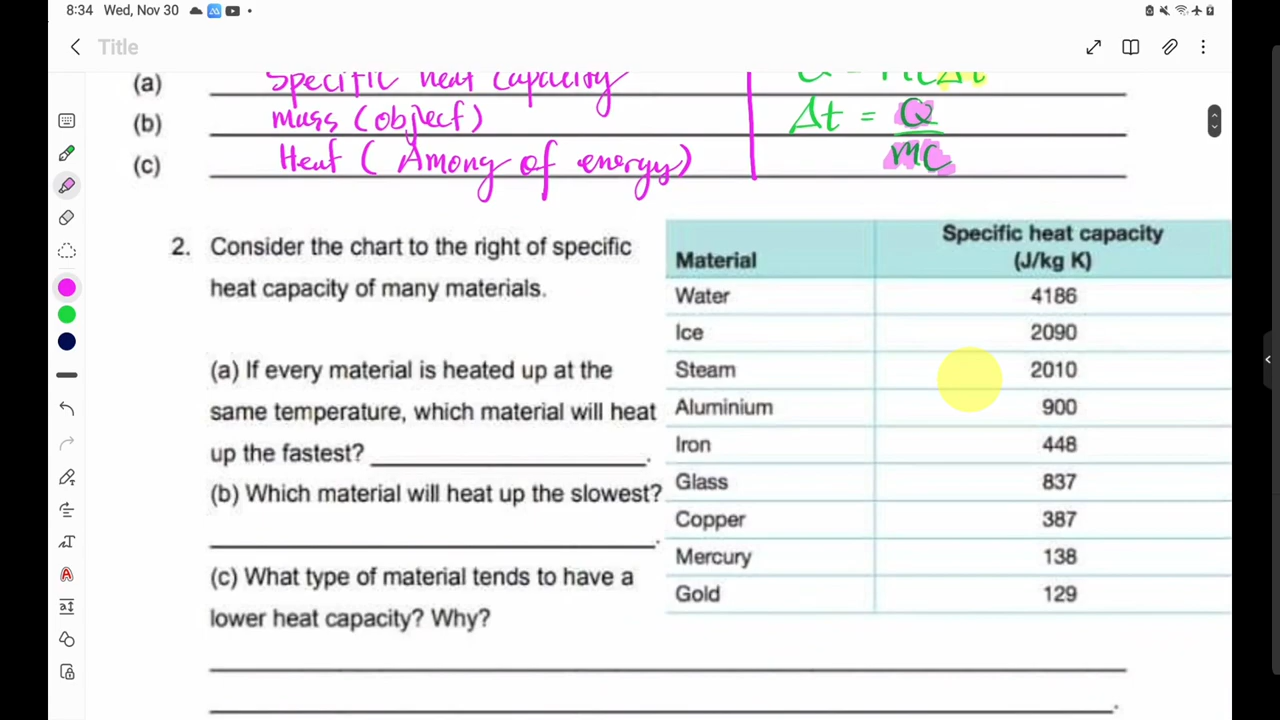 8:34 Wed, Nov 30
Title
(a) Specific heat capacity
Q = mcΔt
(b) mass (object)
Δt = Q
mC
(c) Heat ( Among of energy)
2. Consider the chart to the right of specific
heat capacity of many materials.
(a) If every material is heated up at the
same temperature, which material will heat
up the fastest? ____________________.
(b) Which material will heat up the slowest?
____________________.
(c) What type of material tends to have a
lower heat capacity? Why?
____________________.
Material Specific heat capacity (J/kg K)
Water 4186
Ice 2090
Steam 2010
Aluminium 900
Iron 448
Glass 837
Copper 387
Mercury 138
Gold 129